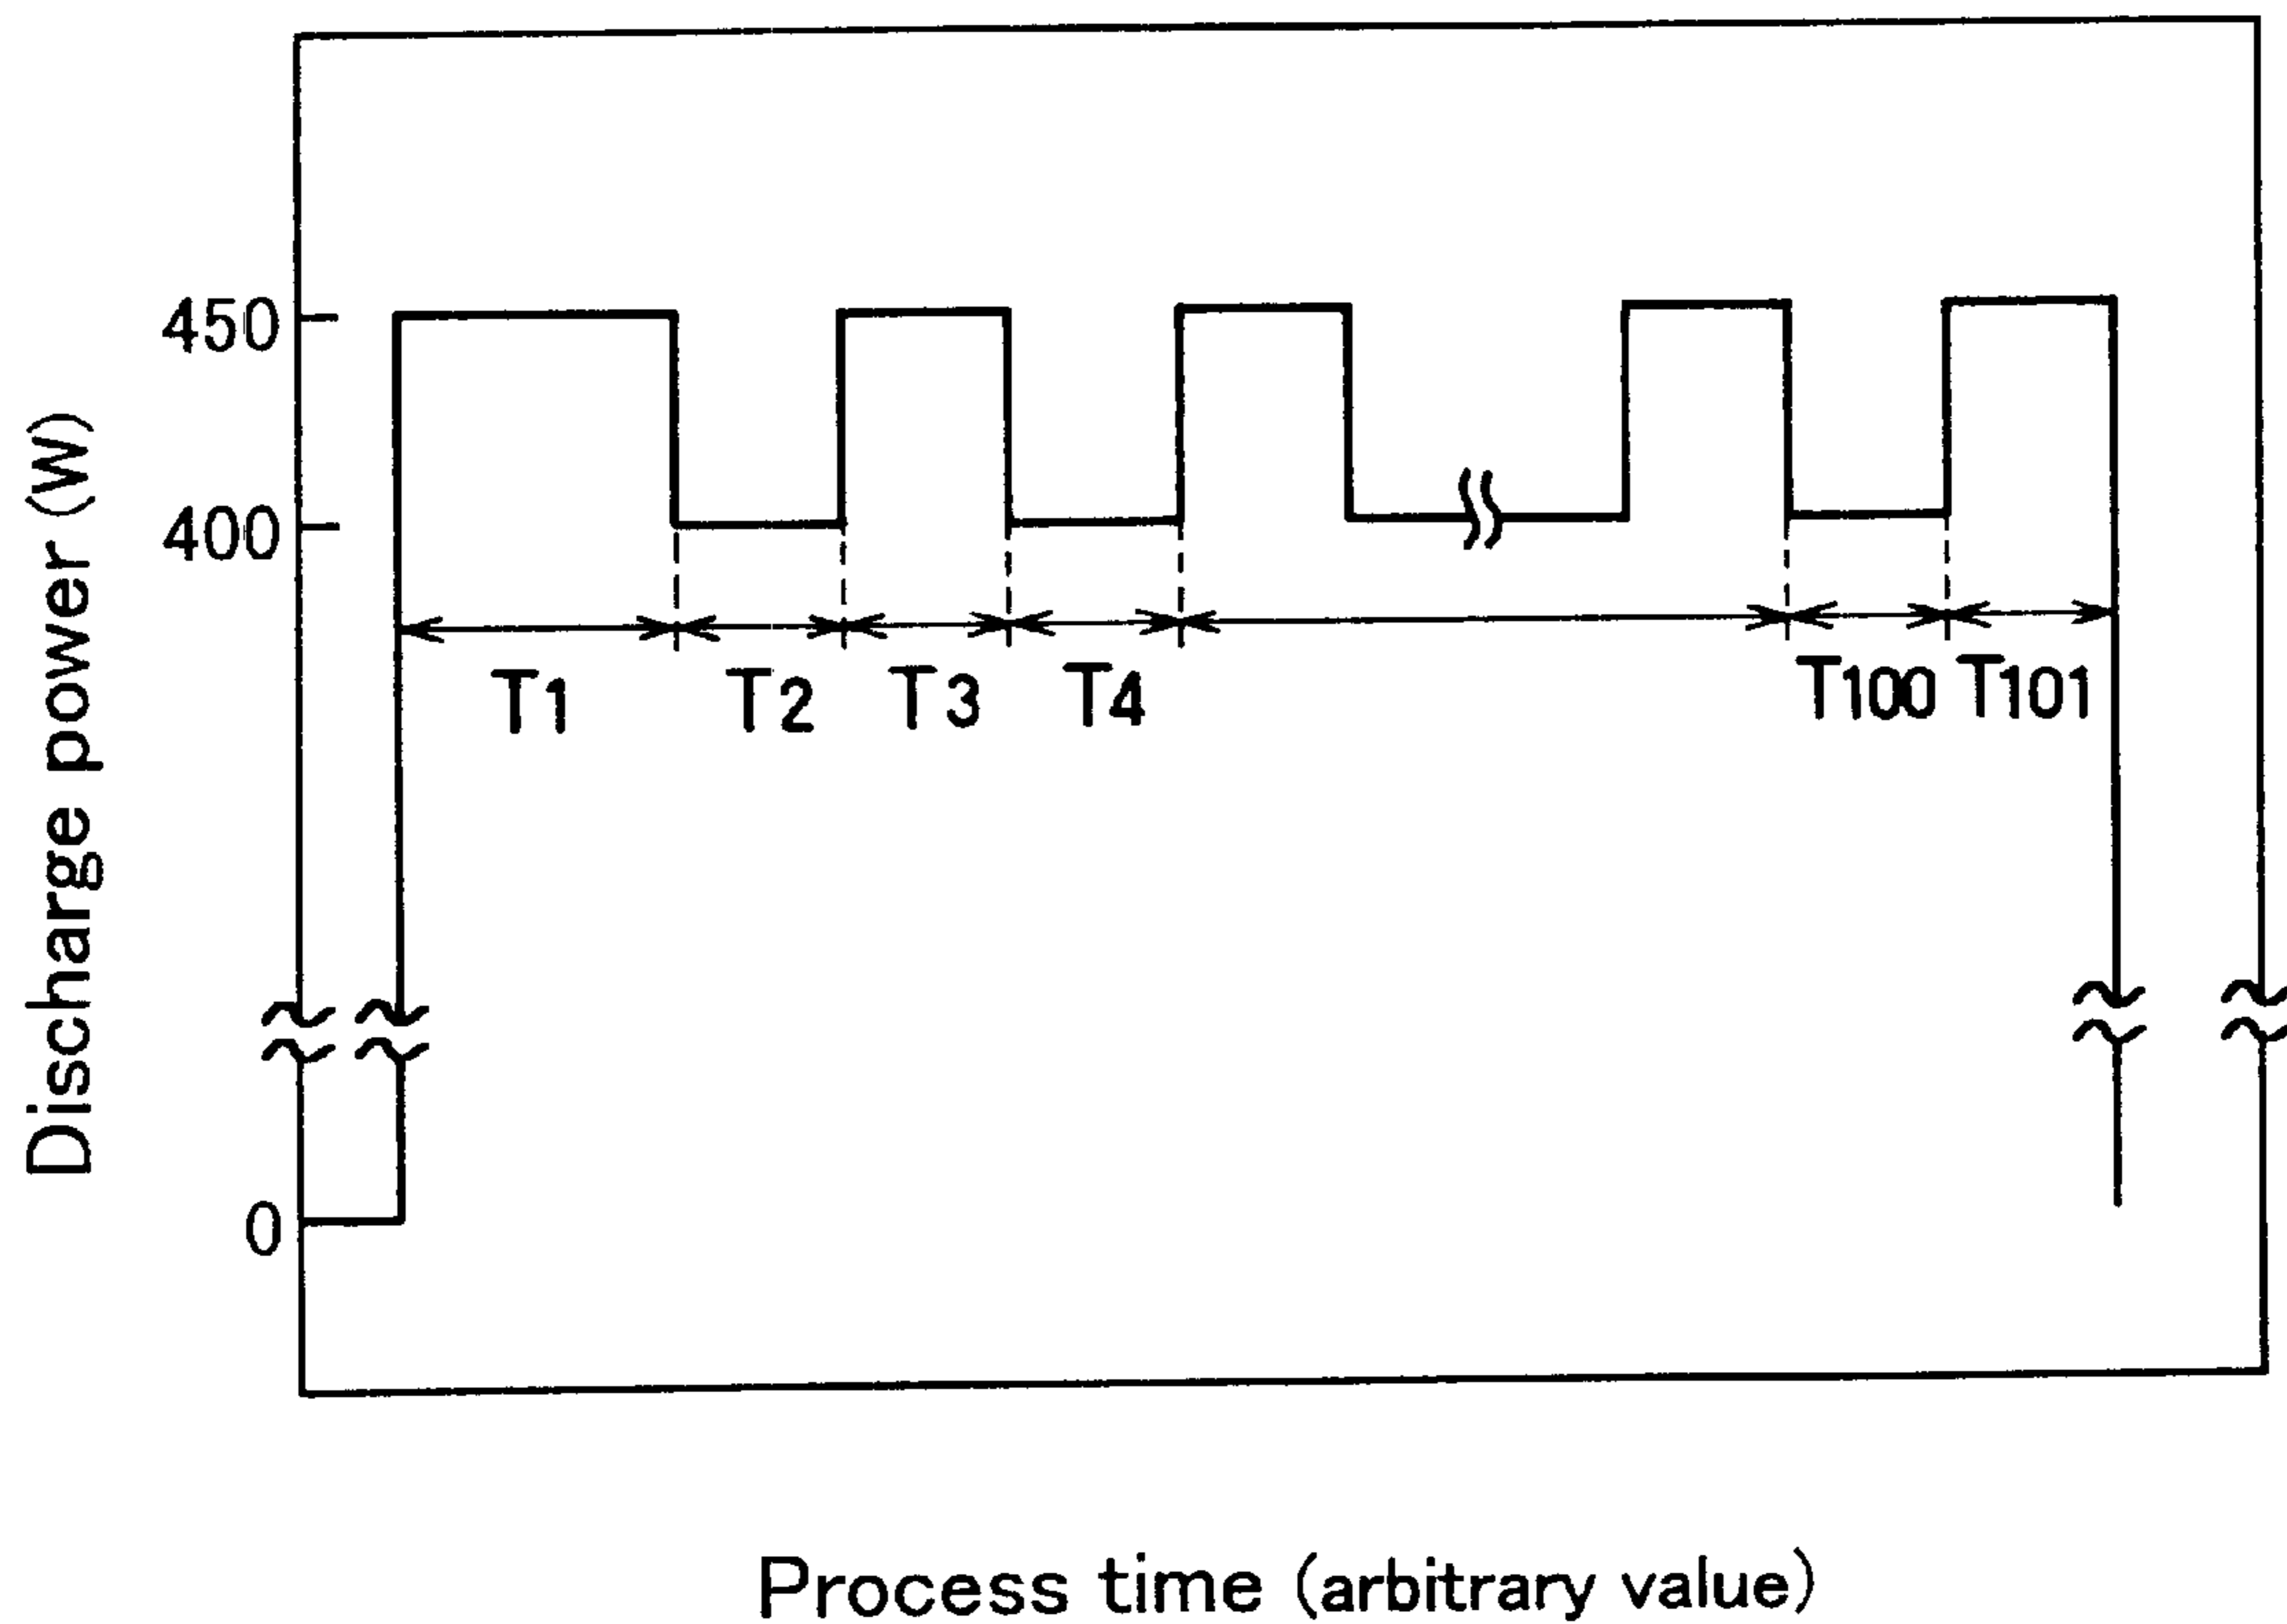 Discharge power (W)
450
400
0
T1 T2 T3 T4 T100 T101
Process time (arbitrary value)